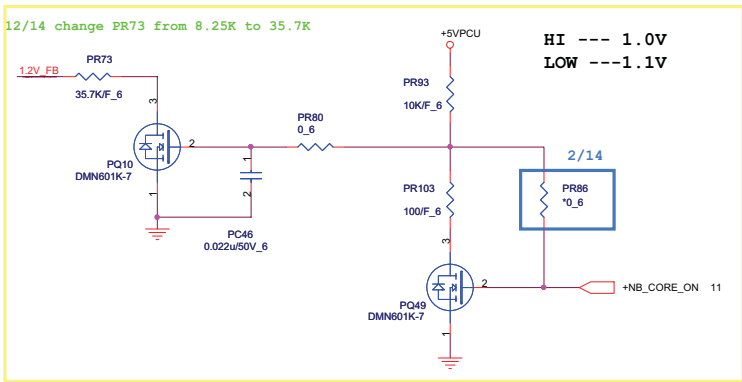 12/14 change PR73 from 8.25K to 35.7K
+5VPCU
HI --- 1.0V
LOW ---1.1V
PR73
1.2V_FB
35.7K/F_6
PR93
10K/F_6
3
PR80
0_6
2
PQ10
DMN601K-7
1
1
2
PC46
0.022u/50V_6
2/14
PR86
*0_6
PR103
100/F_6
3
2
+NB_CORE_ON 11
PQ49
DMN601K-7
1